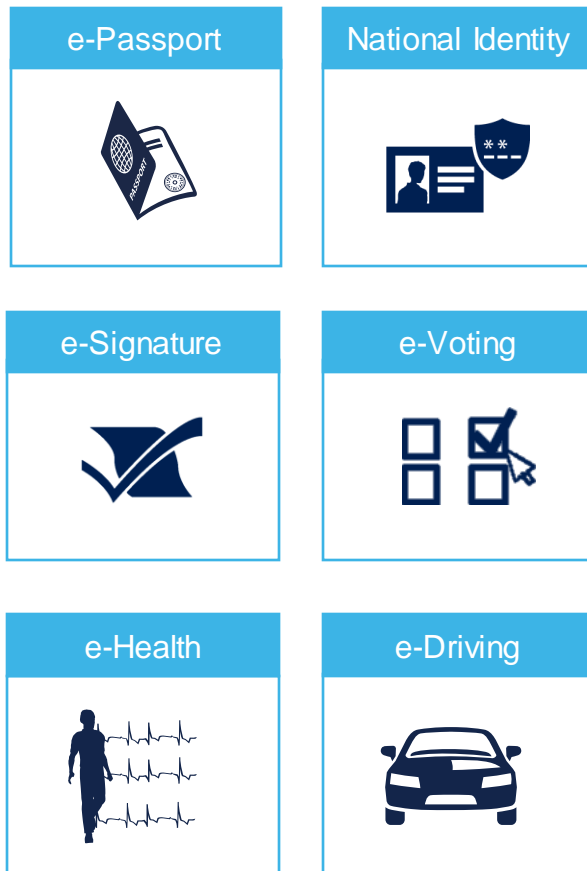 e-Passport
National Identity
PASSPORT
* *
e-Signature
e-Voting
e-Health
e-Driving